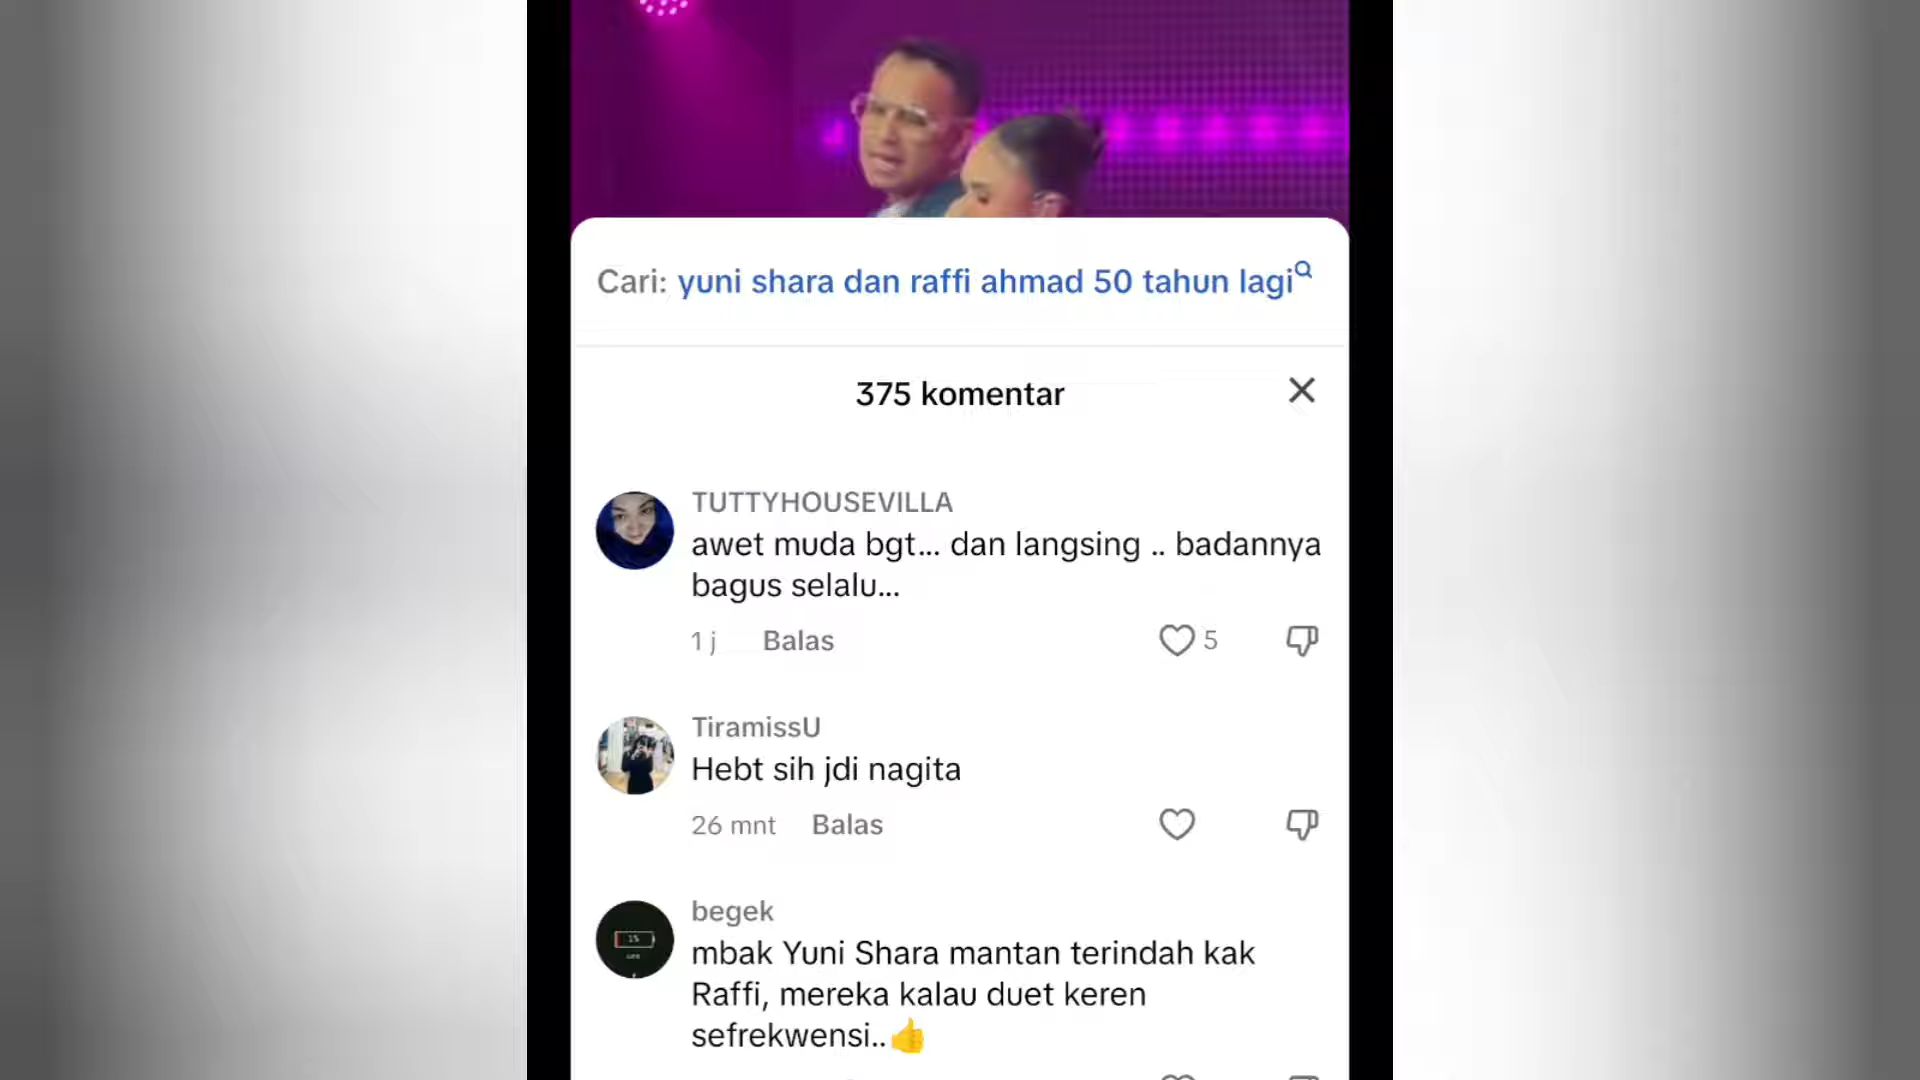 Cari: yuni shara dan raffi ahmad 50 tahun lagi
375 komentar
TUTTYHOUSEVILLA
awet muda bgt... dan langsing .. badannya
bagus selalu...
1 j Balas
5
TiramissU
Hebt sih jdi nagita
26 mnt Balas
begek
mbak Yuni Shara mantan terindah kak
Raffi, mereka kalau duet keren
sefrekwensi..👍